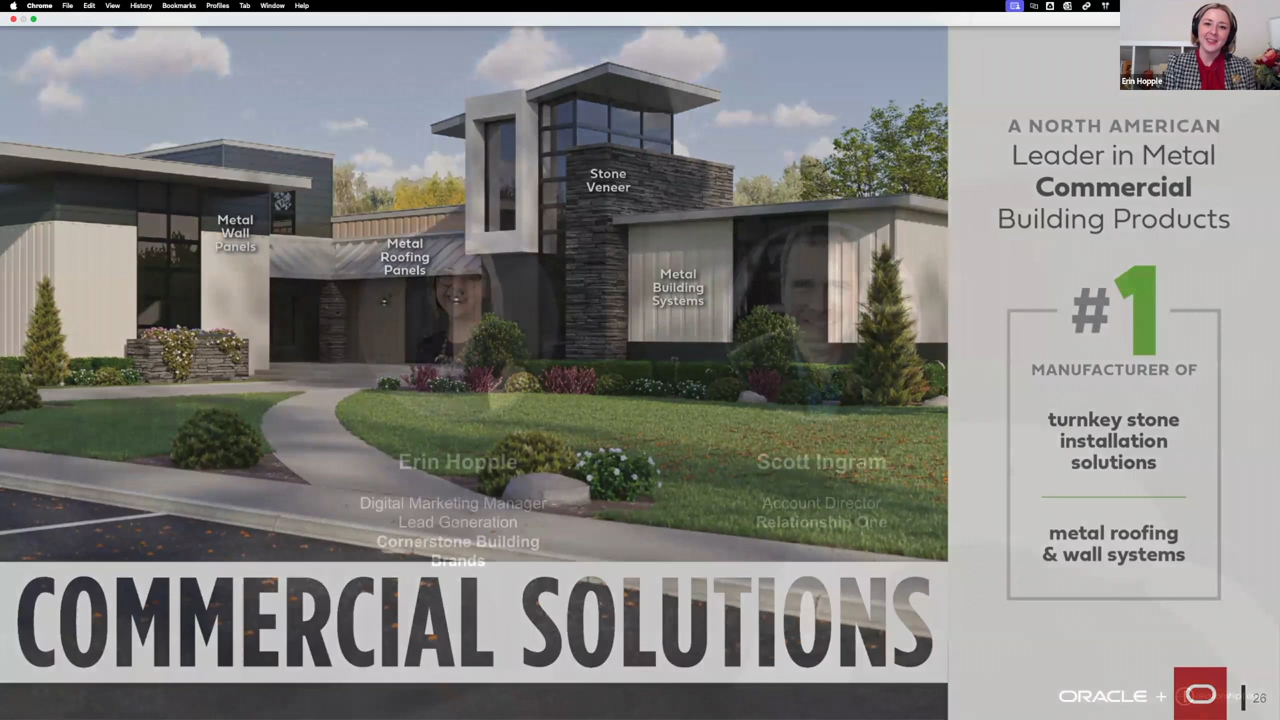 Chrome File Edit View History Bookmarks Profiles Tab Window Help
Erin Hopple
A NORTH AMERICAN
Leader in Metal
Commercial
Building Products
#1
MANUFACTURER OF
turnkey stone
installation
solutions
metal roofing
& wall systems
Stone
Veneer
Metal
Wall
Panels
Metal
Roofing
Panels
Metal
Building
Systems
Erin Hopple
Digital Marketing Manager
Lead Generation
Cornerstone Building
Brands
Scott Ingram
Account Director
Relationship One
COMMERCIAL SOLUTIONS
ORACLE +
26